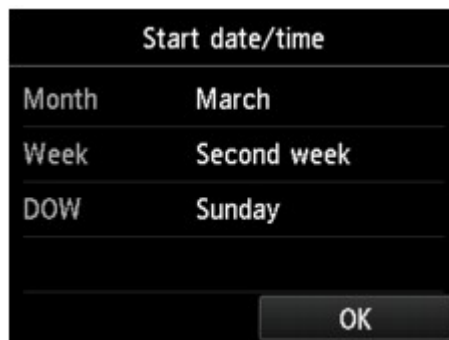 Start date/time
Month March
Week Second week
DOW Sunday
OK